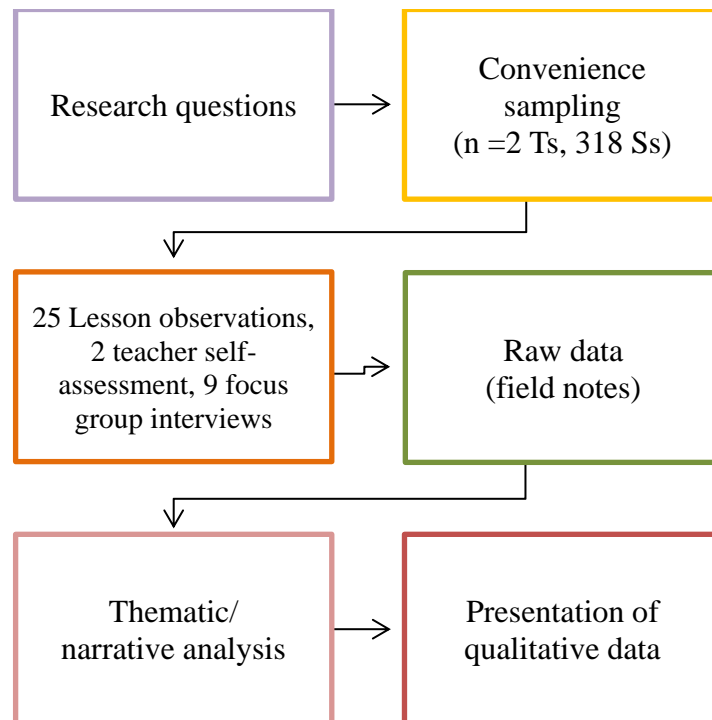 Research questions
Convenience
sampling
(n =2 Ts, 318 Ss)
25 Lesson observations,
2 teacher self-
assessment, 9 focus
group interviews
Raw data
(field notes)
Thematic/
narrative analysis
Presentation of
qualitative data